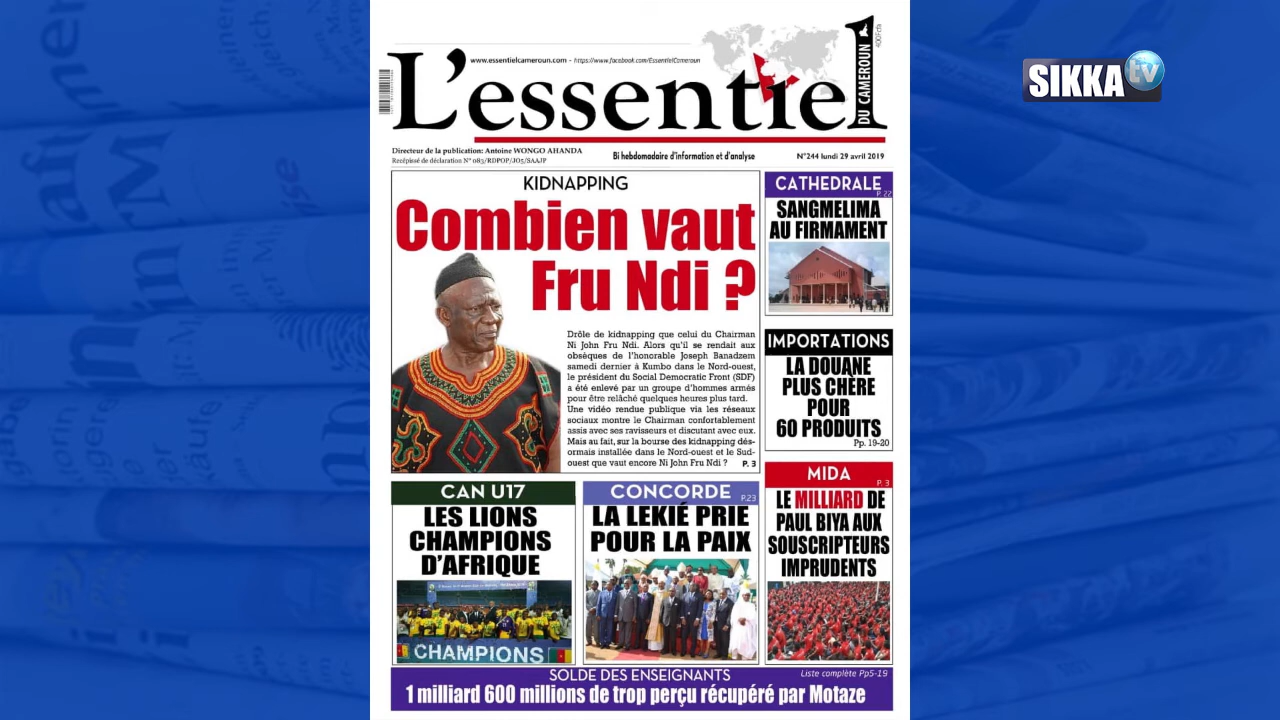 SIKKA tv
www.essentielcameroun.com - https://www.facebook.com/EssentielCameroun
400 Fcfa
L'essentiel
DU CAMEROUN
Directeur de la publication: Antoine WONGO AHANDA
Recépissé de déclaration N° 083/RDPOP/JO5/SAAJP
Bi hebdomadaire d'information et d'analyse
N°244 lundi 29 avril 2019
KIDNAPPING
Combien vaut
Fru Ndi ?
Drôle de kidnapping que celui du Chairman
Ni John Fru Ndi. Alors qu'il se rendait aux
obsèques de l'honorable Joseph Banadzem
samedi dernier à Kumbo dans le Nord-ouest,
le président du Social Democratic Front (SDF)
a été enlevé par un groupe d'hommes armés
pour être relâché quelques heures plus tard.
Une vidéo rendue publique via les réseaux
sociaux montre le Chairman confortablement
assis avec ses ravisseurs et discutant avec eux.
Mais au fait, sur la bourse des kidnapping dés-
ormais installée dans le Nord-ouest et le Sud-
ouest que vaut encore Ni John Fru Ndi ? P. 3
CATHEDRALE
P. 22
SANGMELIMA
AU FIRMAMENT
IMPORTATIONS
LA DOUANE
PLUS CHÈRE
POUR
60 PRODUITS
Pp. 19-20
MIDA
P. 3
LE MILLIARD DE
PAUL BIYA AUX
SOUSCRIPTEURS
IMPRUDENTS
CAN U17
LES LIONS
CHAMPIONS
D'AFRIQUE
CHAMPIONS
CONCORDE
P.23
LA LEKIÉ PRIE
POUR LA PAIX
SOLDE DES ENSEIGNANTS
Liste complète Pp5-19
1 milliard 600 millions de trop perçu récupéré par Motaze